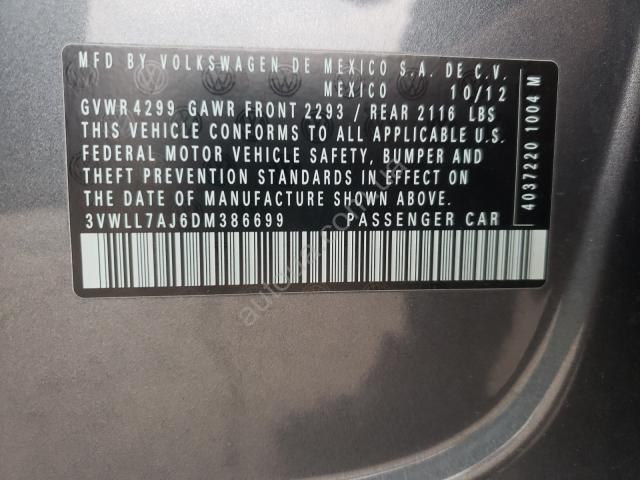 MFD BY VOLKSWAGEN DE MEXICO S.A. DE C.V.
MEXICO 10/12
GVWR 4299 GAWR FRONT 2293 / REAR 2116 LBS
THIS VEHICLE CONFORMS TO ALL APPLICABLE U.S.
FEDERAL MOTOR VEHICLE SAFETY, BUMPER AND
THEFT PREVENTION STANDARDS IN EFFECT ON
THE DATE OF MANUFACTURE SHOWN ABOVE.
3VWLL7AJ6DM386699 PASSENGER CAR
4037220 1004 M